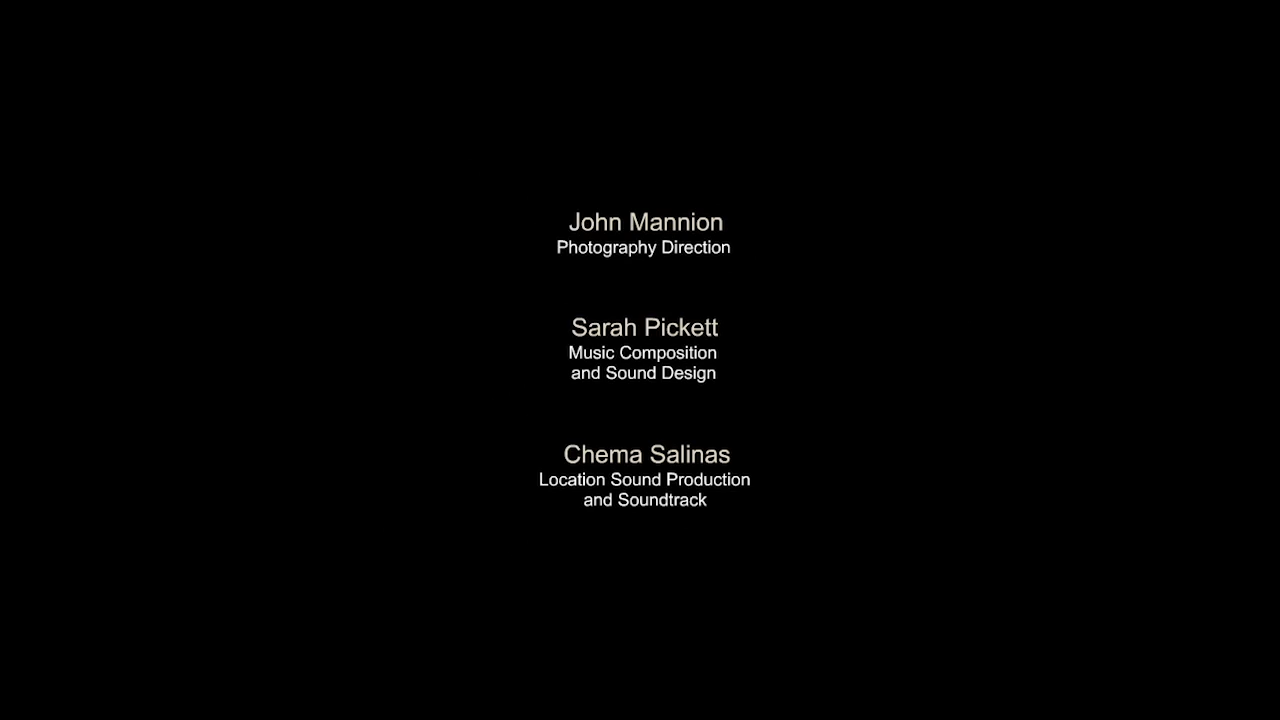 John Mannion
Photography Direction
Sarah Pickett
Music Composition
and Sound Design
Chema Salinas
Location Sound Production
and Soundtrack